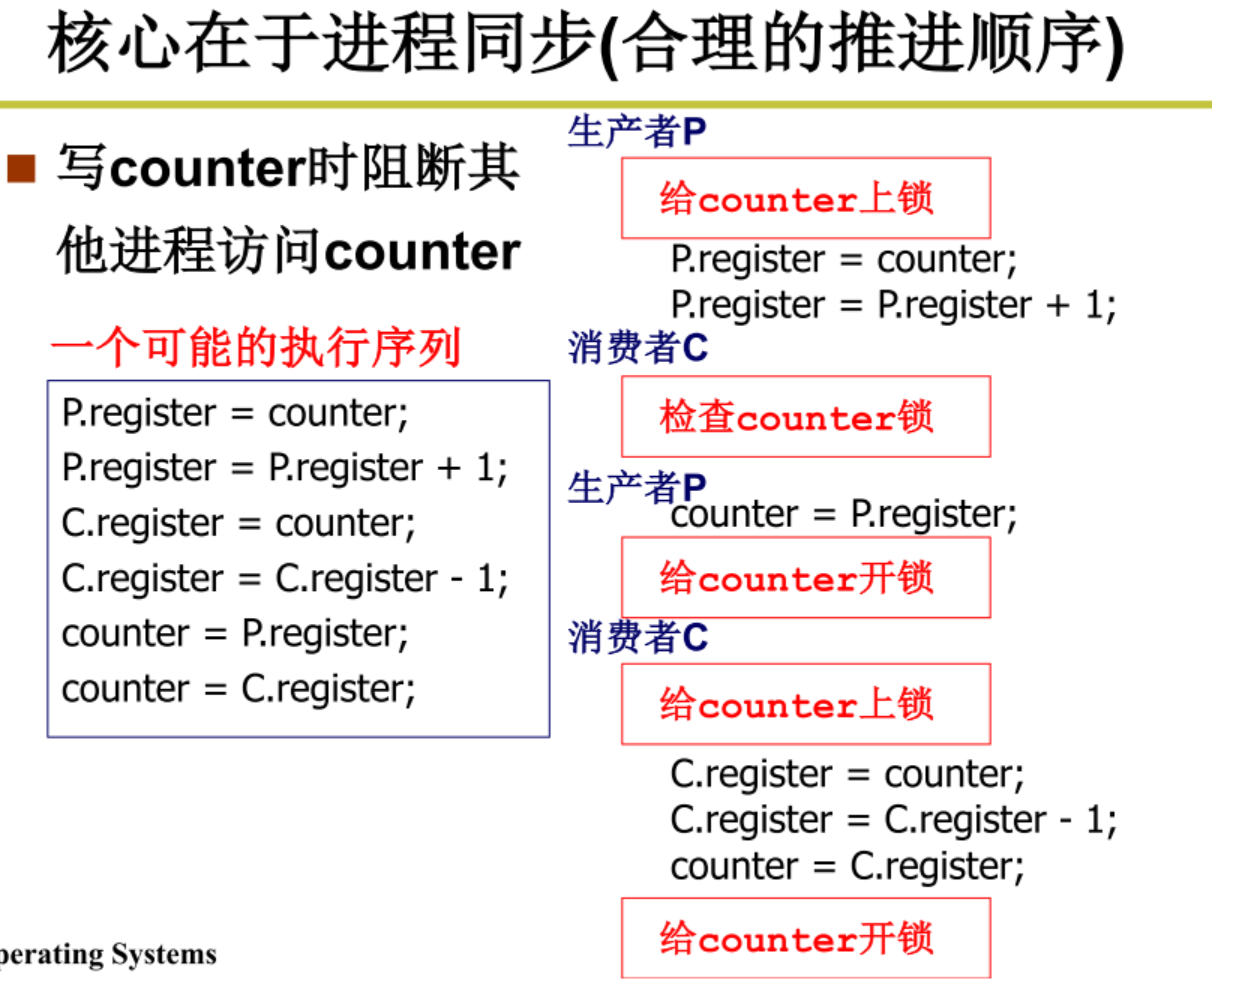 核心在于进程同步(合理的推进顺序)
写counter时阻断其
他进程访问counter
一个可能的执行序列
P.register = counter;
P.register = P.register + 1;
C.register = counter;
C.register = C.register - 1;
counter = P.register;
counter = C.register;
生产者P
给counter上锁
P.register = counter;
P.register = P.register + 1;
消费者C
检查counter锁
生产者P
counter = P.register;
给counter开锁
消费者C
给counter上锁
C.register = counter;
C.register = C.register - 1;
counter = C.register;
给counter开锁
perating Systems